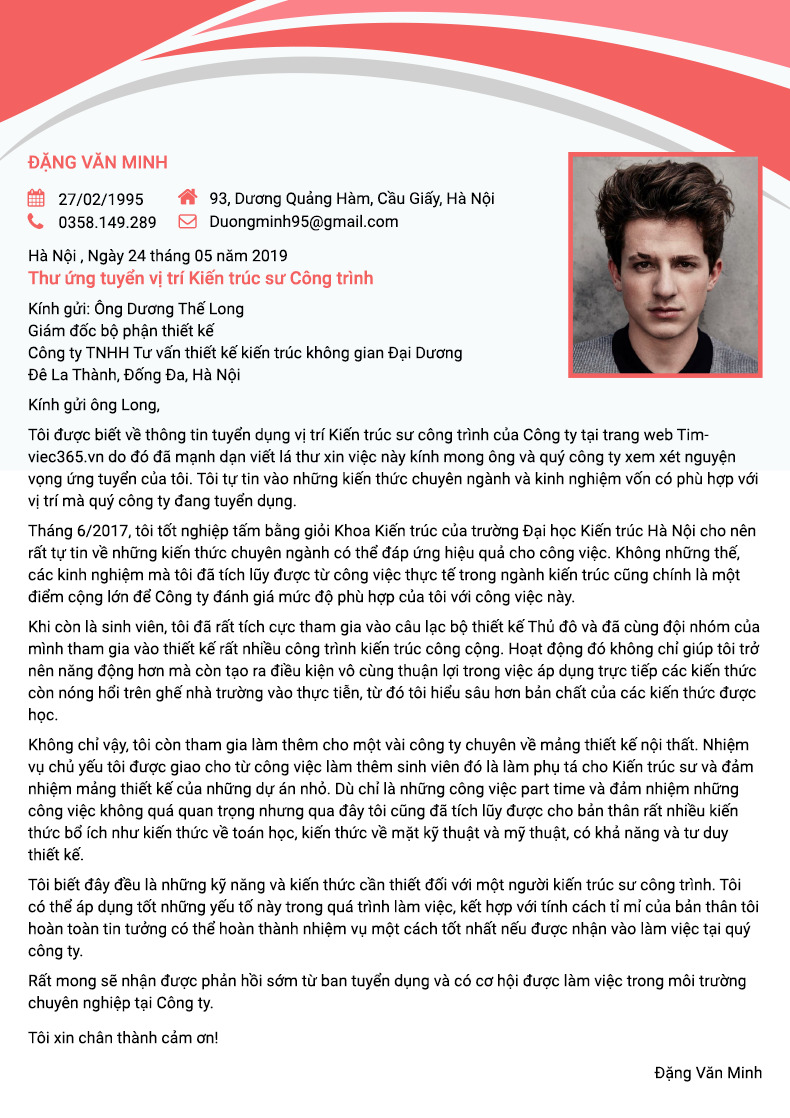 ĐẶNG VĂN MINH
27/02/1995
93, Dương Quảng Hàm, Cầu Giấy, Hà Nội
0358.149.289
Duongminh95@gmail.com
Hà Nội , Ngày 24 tháng 05 năm 2019
Thư ứng tuyển vị trí Kiến trúc sư Công trình
Kính gửi: Ông Dương Thế Long
Giám đốc bộ phận thiết kế
Công ty TNHH Tư vấn thiết kế kiến trúc không gian Đại Dương
Đê La Thành, Đống Đa, Hà Nội
Kính gửi ông Long,
Tôi được biết về thông tin tuyển dụng vị trí Kiến trúc sư công trình của Công ty tại trang web Tim-
viec365.vn do đó đã mạnh dạn viết lá thư xin việc này kính mong ông và quý công ty xem xét nguyện
vọng ứng tuyển của tôi. Tôi tự tin vào những kiến thức chuyên ngành và kinh nghiệm vốn có phù hợp với
vị trí mà quý công ty đang tuyển dụng.
Tháng 6/2017, tôi tốt nghiệp tấm bằng giỏi Khoa Kiến trúc của trường Đại học Kiến trúc Hà Nội cho nên
rất tự tin về những kiến thức chuyên ngành có thể đáp ứng hiệu quả cho công việc. Không những thế,
các kinh nghiệm mà tôi đã tích lũy được từ công việc thực tế trong ngành kiến trúc cũng chính là một
điểm cộng lớn để Công ty đánh giá mức độ phù hợp của tôi với công việc này.
Khi còn là sinh viên, tôi đã rất tích cực tham gia vào câu lạc bộ thiết kế Thủ đô và đã cùng đội nhóm của
mình tham gia vào thiết kế rất nhiều công trình kiến trúc công cộng. Hoạt động đó không chỉ giúp tôi trở
nên năng động hơn mà còn tạo ra điều kiện vô cùng thuận lợi trong việc áp dụng trực tiếp các kiến thức
còn nóng hổi trên ghế nhà trường vào thực tiễn, từ đó tôi hiểu sâu hơn bản chất của các kiến thức được
học.
Không chỉ vậy, tôi còn tham gia làm thêm cho một vài công ty chuyên về mảng thiết kế nội thất. Nhiệm
vụ chủ yếu tôi được giao cho từ công việc làm thêm sinh viên đó là làm phụ tá cho Kiến trúc sư và đảm
nhiệm mảng thiết kế của những dự án nhỏ. Dù chỉ là những công việc part time và đảm nhiệm những
công việc không quá quan trọng nhưng qua đây tôi cũng đã tích lũy được cho bản thân rất nhiều kiến
thức bổ ích như kiến thức về toán học, kiến thức về mặt kỹ thuật và mỹ thuật, có khả năng và tư duy
thiết kế.
Tôi biết đây đều là những kỹ năng và kiến thức cần thiết đối với một người kiến trúc sư công trình. Tôi
có thể áp dụng tốt những yếu tố này trong quá trình làm việc, kết hợp với tính cách tỉ mỉ của bản thân tôi
hoàn toàn tin tưởng có thể hoàn thành nhiệm vụ một cách tốt nhất nếu được nhận vào làm việc tại quý
công ty.
Rất mong sẽ nhận được phản hồi sớm từ ban tuyển dụng và có cơ hội được làm việc trong môi trường
chuyên nghiệp tại Công ty.
Tôi xin chân thành cảm ơn!
Đặng Văn Minh